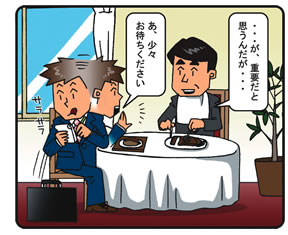 ・・・が、重要だと
思うんだが・・・
あ、少々
お待ちください
サラサラ